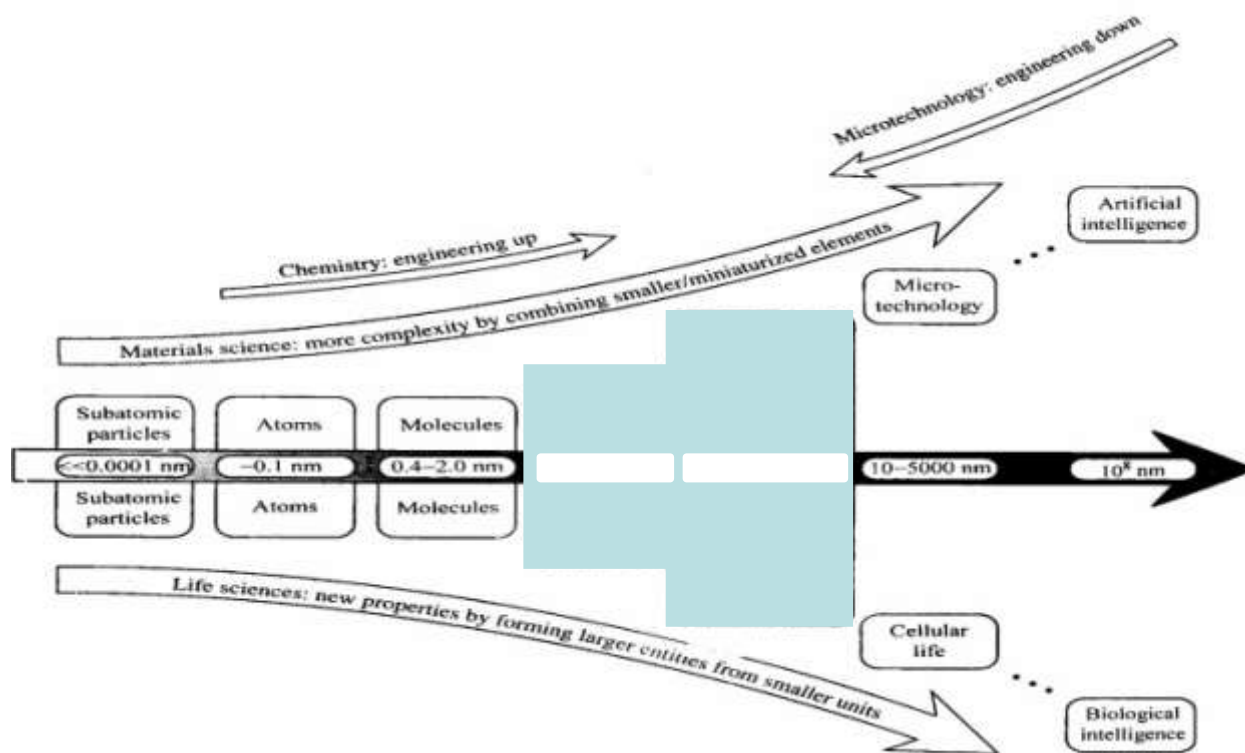 Microtechnology: engineering down
Artificial
intelligence
Chemistry: engineering up
Micro-
technology
Materials science: more complexity by combining smaller/miniaturized elements
Subatomic
particles
Atoms
Molecules
<<0.0001 nm
~0.1 nm
0.4–2.0 nm
10–5000 nm
10⁸ nm
Subatomic
particles
Atoms
Molecules
Life sciences: new properties by forming larger entities from smaller units
Cellular
life
Biological
intelligence